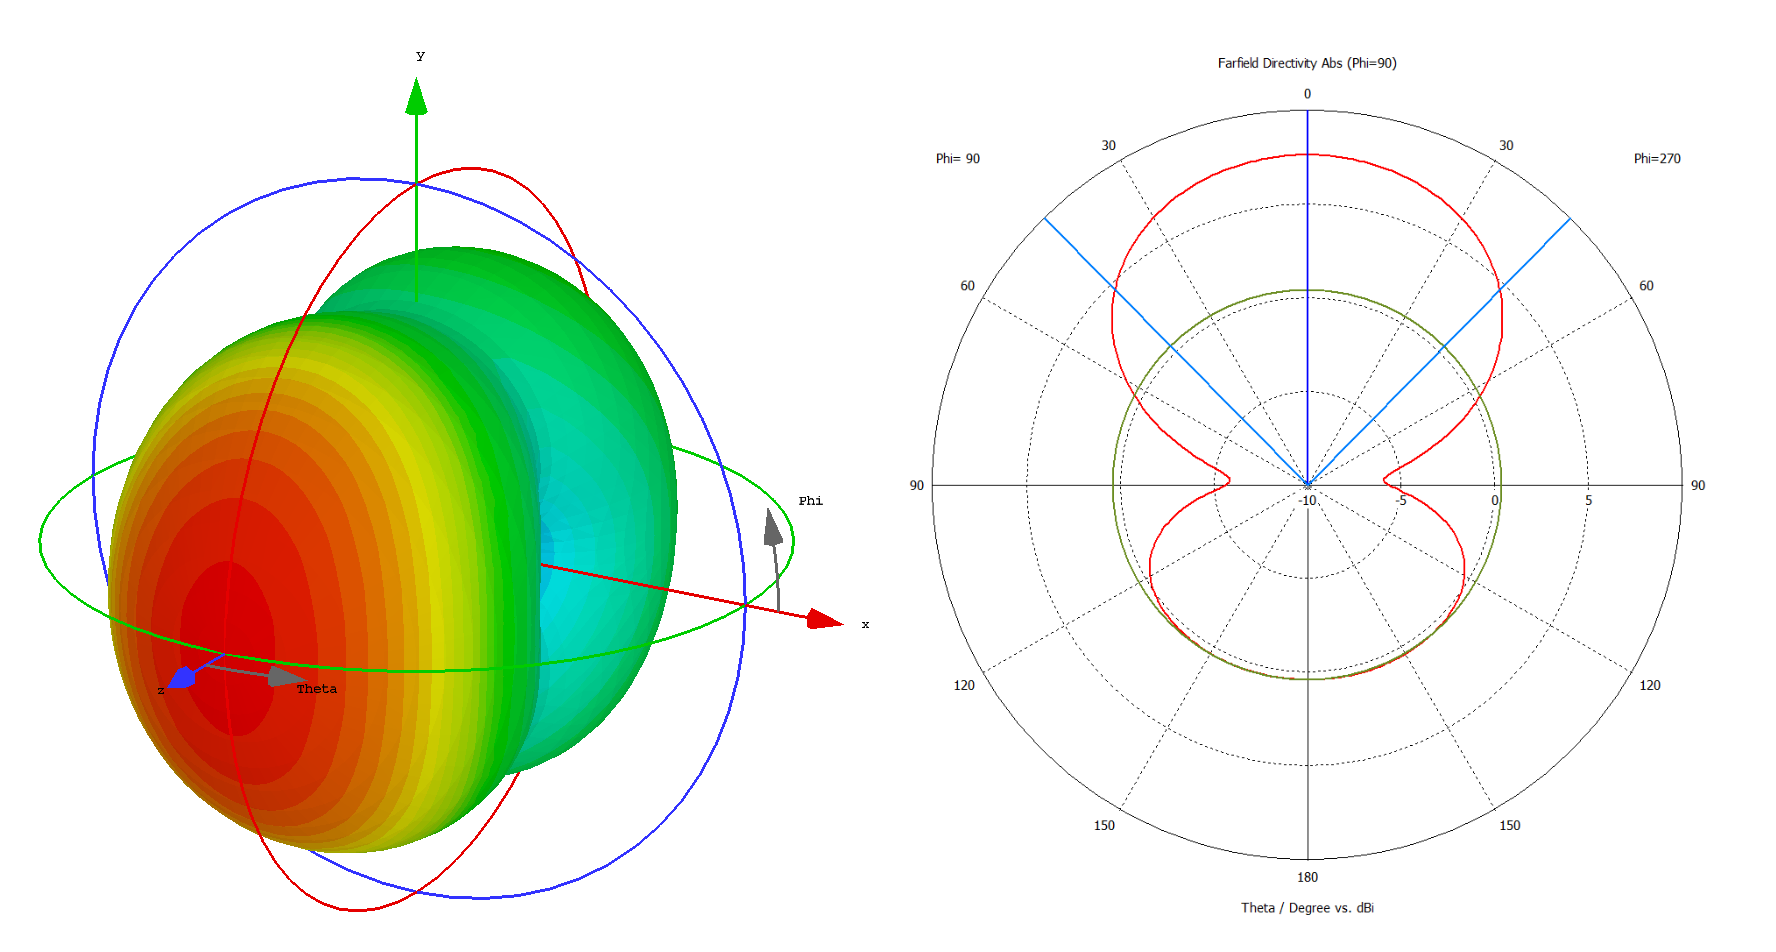 y
Phi
x
z
Theta
Farfield Directivity Abs (Phi=90)
0
30
30
Phi= 90
Phi=270
60
60
90
-10
-5
0
5
90
120
120
150
150
180
Theta / Degree vs. dBi